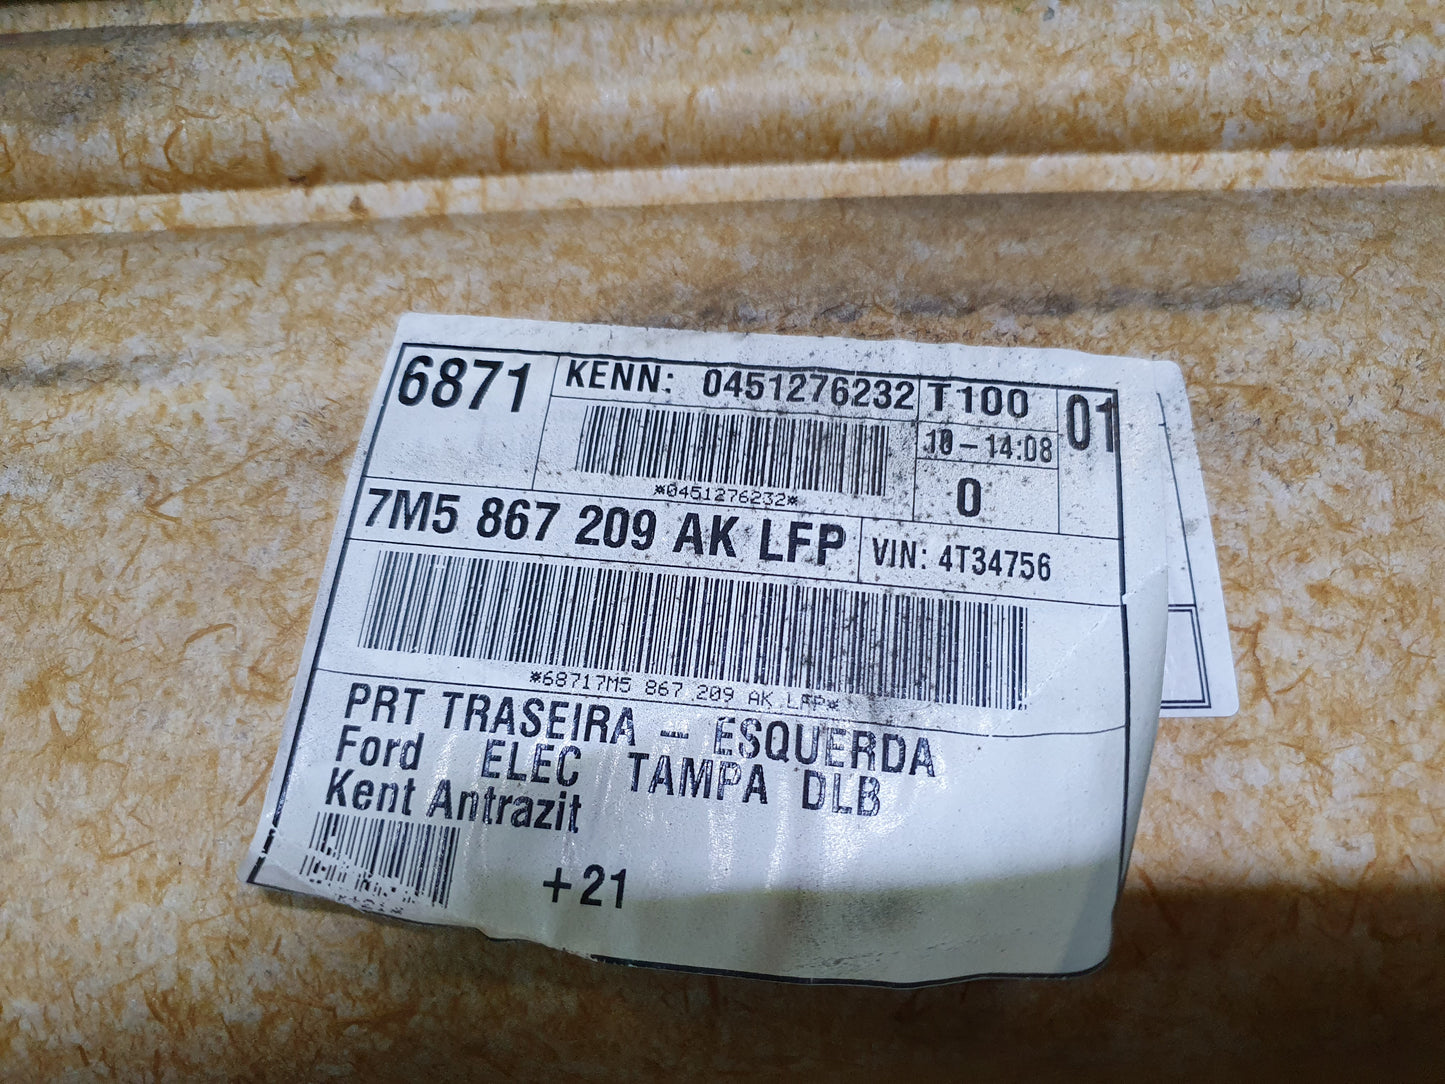 6871
KENN: 0451276232
T100
01
*0451276232*
10-14:08
0
7M5 867 209 AK LFP
VIN: 4T34756
*68717M5 867 209 AK LFP*
PRT TRASEIRA - ESQUERDA
Ford ELEC TAMPA DLB
Kent Antrazit
+21